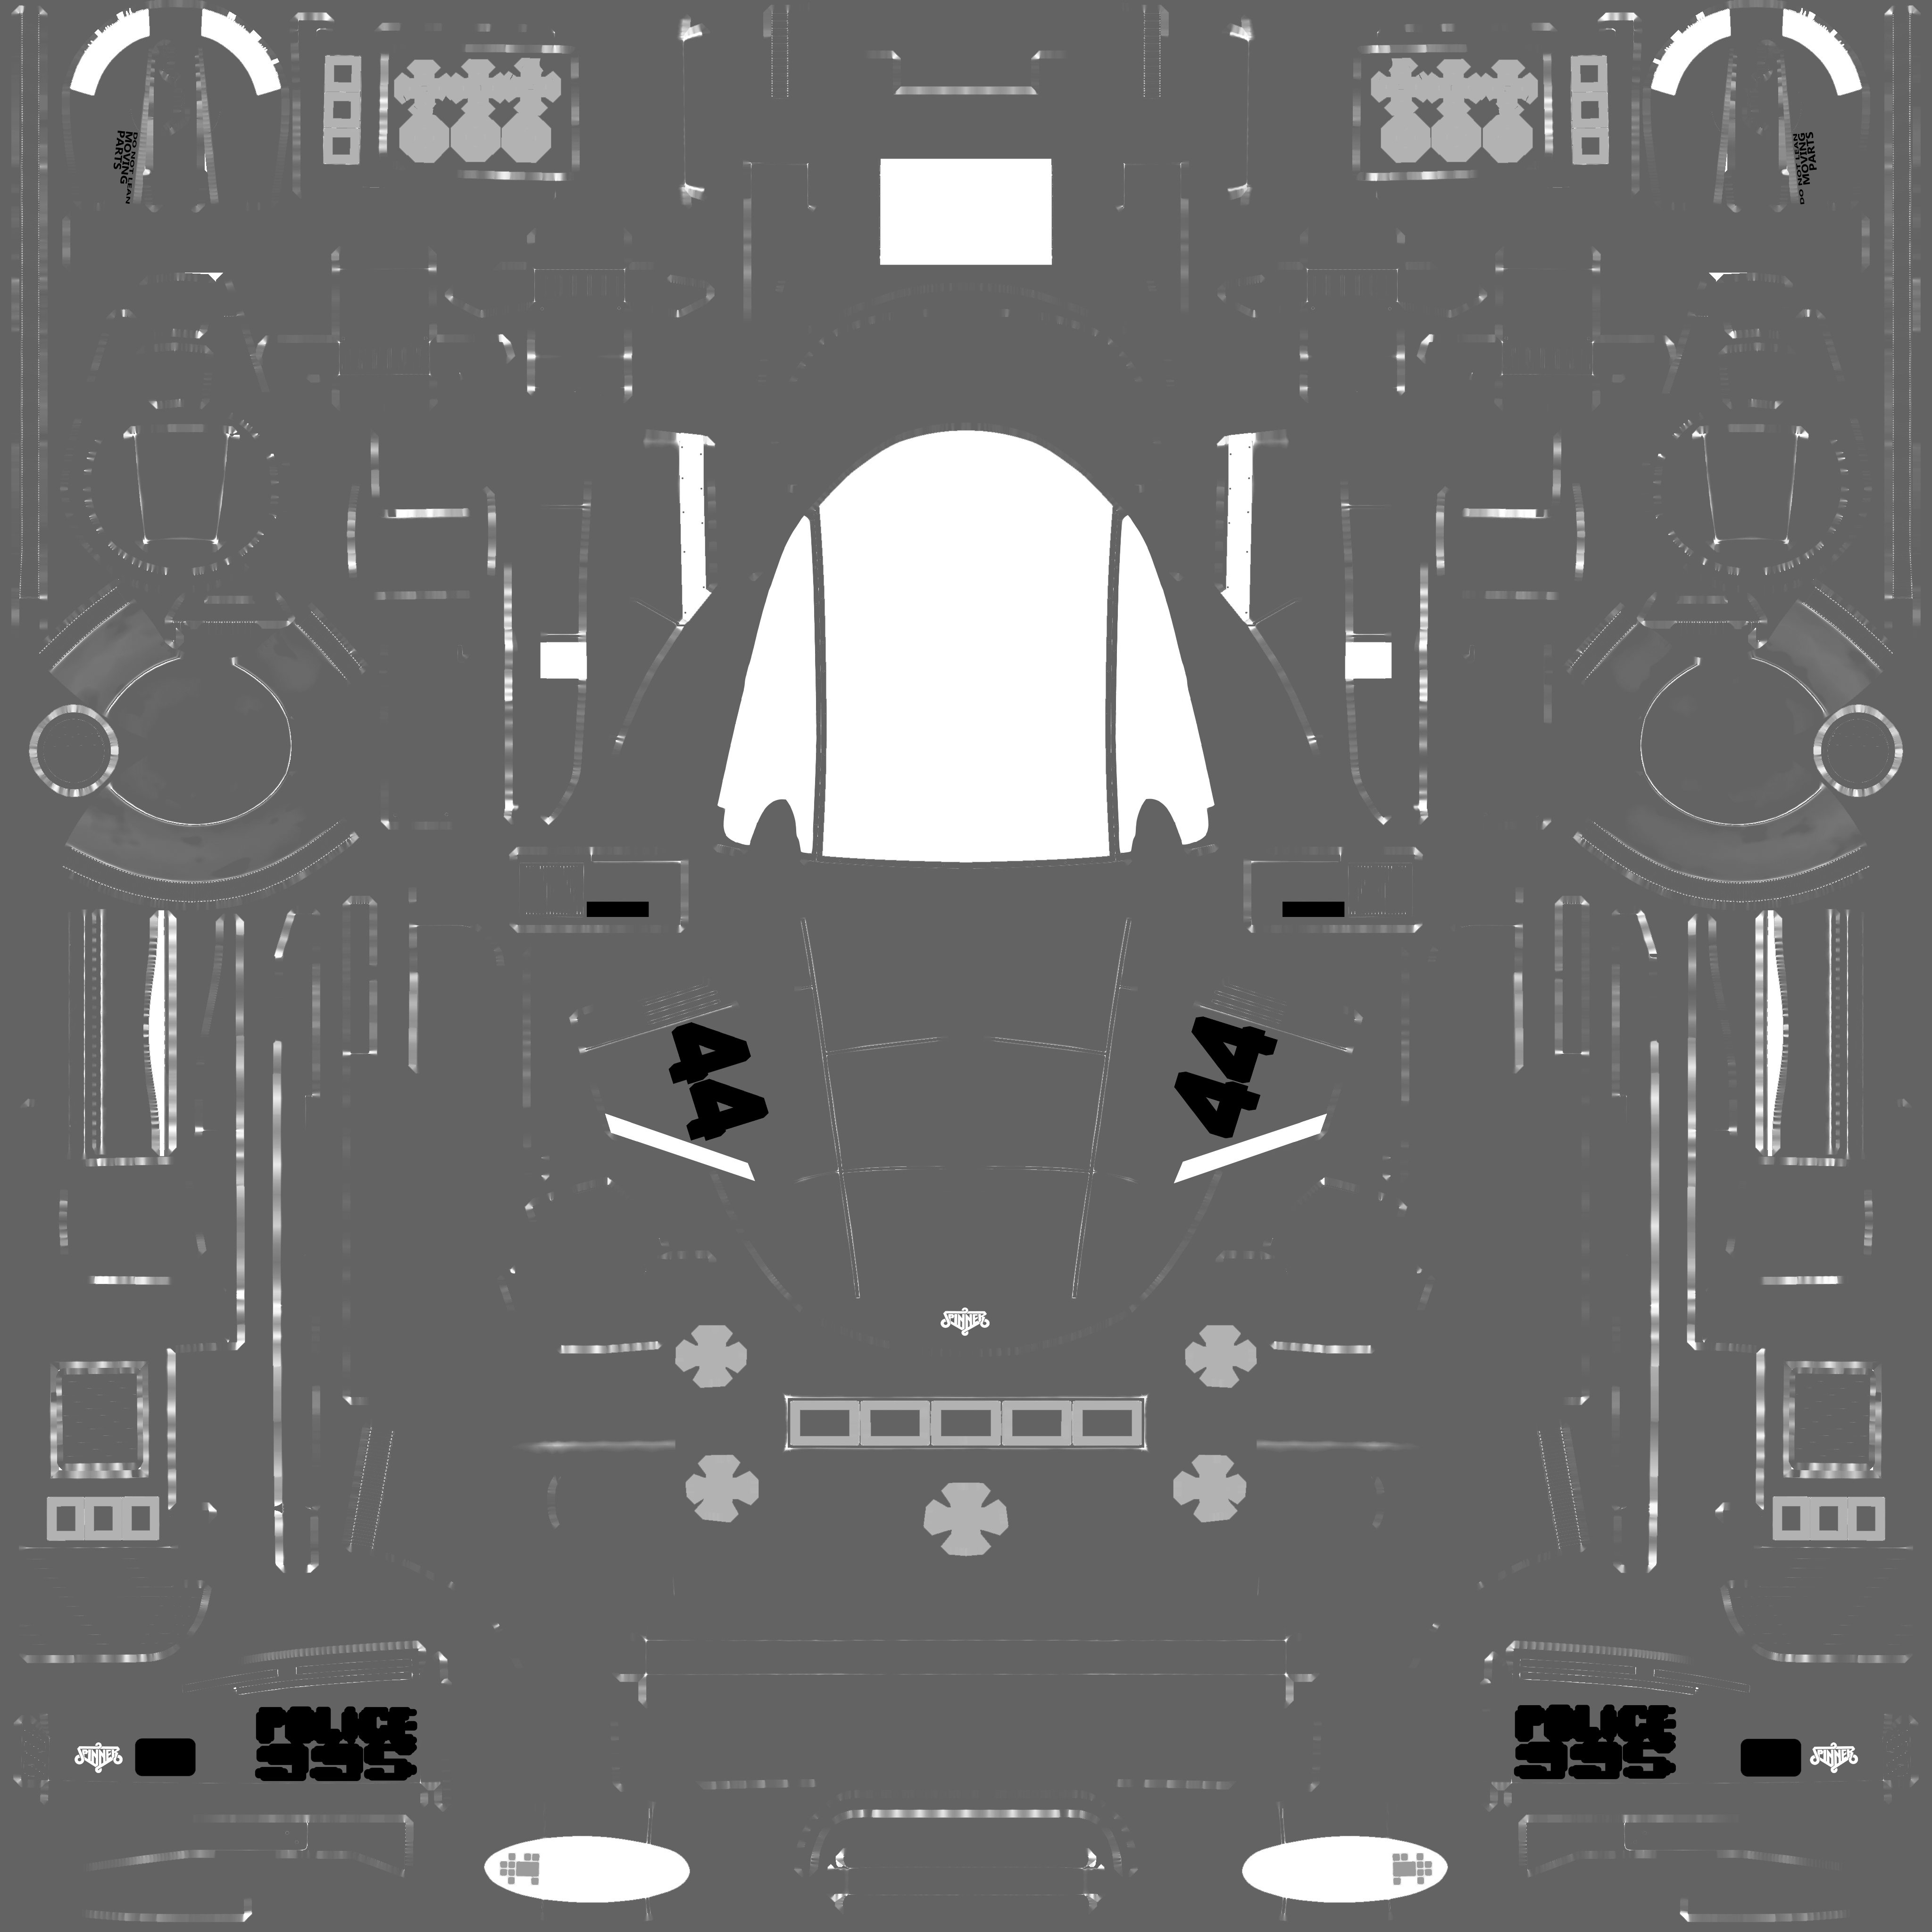 DO NOT LEAN
MOVING
PARTS
DO NOT LEAN
MOVING
PARTS
44
44
SPINNER
POLICE
995
SPINNER
POLICE
995
SPINNER